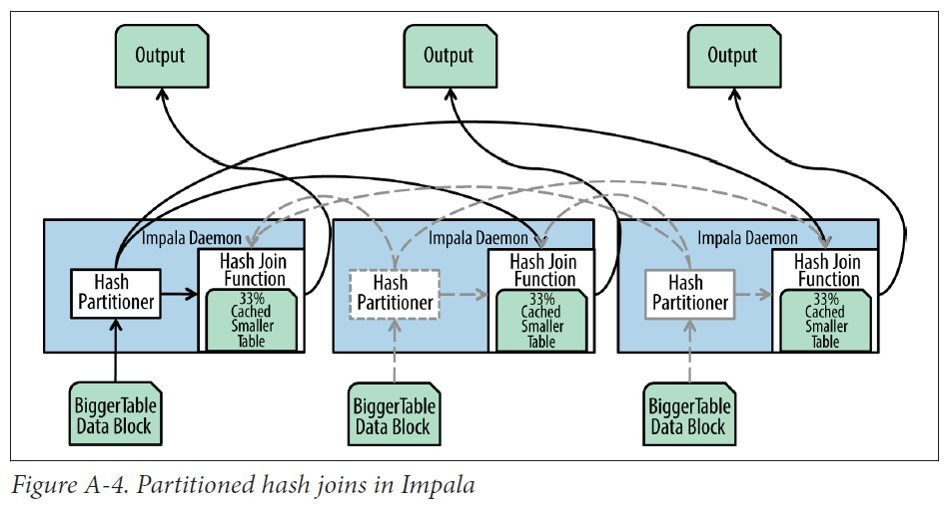 Output
Output
Output
Impala Daemon
Hash
Partitioner
Hash Join
Function
33%
Cached
Smaller
Table
Impala Daemon
Hash
Partitioner
Hash Join
Function
33%
Cached
Smaller
Table
Impala Daemon
Hash
Partitioner
Hash Join
Function
33%
Cached
Smaller
Table
BiggerTable
Data Block
BiggerTable
Data Block
BiggerTable
Data Block
Figure A-4. Partitioned hash joins in Impala